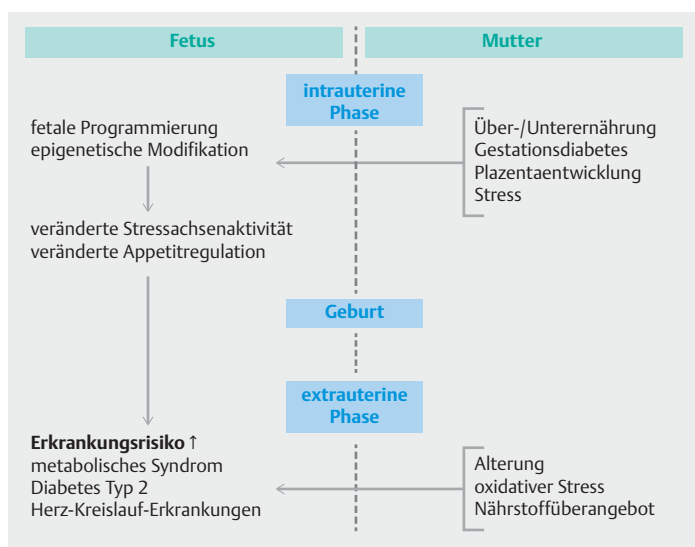 Fetus
Mutter
intrauterine
Phase
fetale Programmierung
epigenetische Modifikation
Über-/Unterernährung
Gestationsdiabetes
Plazentaentwicklung
Stress
veränderte Stressachsenaktivität
veränderte Appetitregulation
Geburt
extrauterine
Phase
Erkrankungsrisiko ↑
metabolisches Syndrom
Diabetes Typ 2
Herz-Kreislauf-Erkrankungen
Alterung
oxidativer Stress
Nährstoffüberangebot